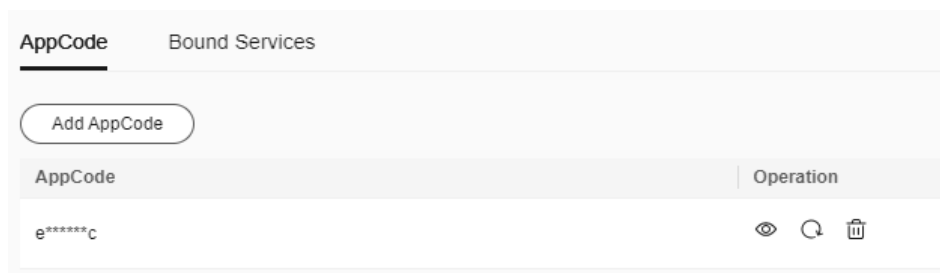 AppCode Bound Services
Add AppCode
AppCode Operation
e******c